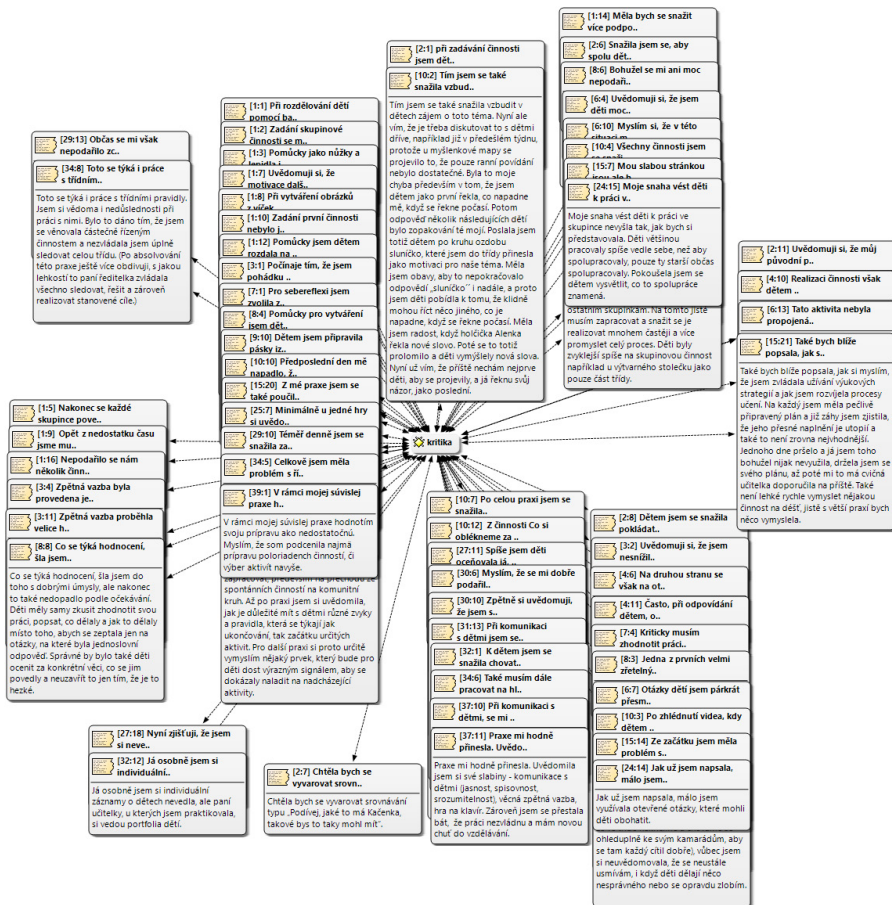 [29:13] Občas se mi však
nepodařilo zc..
[34:8] Toto se týká i práce
s třídním..
Toto se týká i práce s třídními pravidly.
Jsem si vědoma i nedůslednosti při
práci s nimi. Bylo to dáno tím, že jsem
se věnovala částečně řízeným
činnostem a nezvládala jsem úplně
sledovat celou třídu. (Po absolvování
této praxe ještě více obdivuji, s jakou
lehkostí to paní ředitelka zvládala
všechno sledovat, řešit a zároveň
realizovat stanovené cíle.)
[1:1] Při rozdělování dětí
pomocí ba..
[1:2] Zadání skupinové
činnosti se m..
[1:3] Pomůcky jako nůžky a
[1:7] Uvědomuji si, že
motivace dalš..
[1:8] Při vytváření obrázků
z víček
[1:10] Zadání první činnosti
nebylo j..
[1:12] Pomůcky jsem dětem
rozdala na ..
[3:1] Počínaje tím, že jsem
pohádku ..
[7:1] Pro sebereflexi jsem
zvolila z..
[8:4] Pomůcky pro vytváření
jsem dět..
[9:10] Dětem jsem připravila
pásky iz..
[10:10] Předposlední den mě
napadlo, ž..
[15:20] Z mé praxe jsem se
také poučil..
[25:7] Minimálně u jedné hry
si uvědo..
[29:10] Téměř denně jsem se
snažila za..
[34:5] Celkově jsem měla
problém s ří..
[39:1] V rámci mojej súvislej
praxe h..
V rámci mojej súvislej praxe hodnotím
svoju prípravu ako nedostatočnú.
Myslím, že som podcenila najmä
prípravu poloriadench činností, či
výber aktivít navyše.
zapracovat, především na přechodu ze
spontánních činností na komunitní
kruh. Až po praxi jsem si uvědomila,
jak je důležité mít s dětmi různé zvyky
a pravidla, která se týkají jak
ukončování, tak začátku určitých
aktivit. Pro další praxi si proto určitě
vymyslím nějaký prvek, který bude pro
děti dost výrazným signálem, aby se
dokázaly naladit na nadcházející
aktivity.
[2:1] při zadávání činnosti
jsem dět..
[10:2] Tím jsem se také
snažila vzbud..
Tím jsem se také snažila vzbudit v
dětech zájem o toto téma. Nyní ale
vím, že je třeba diskutovat to s dětmi
dříve, například již v předešlém týdnu,
protože u myšlenkové mapy se
projevilo to, že pouze ranní povídání
nebylo dostatečné. Byla to moje
chyba především v tom, že jsem
dětem jako první řekla, co napadne
mě, když se řekne počasí. Potom
odpověď několik následujících dětí
bylo zopakování té mojí. Poslala jsem
totiž dětem po kruhu ozdobu
sluníčko, které jsem do třídy přinesla
jako motivaci pro naše téma. Měla
jsem obavy, aby to nepokračovalo
odpovědí „sluníčko´´ i nadále, a proto
jsem děti pobídla k tomu, že klidně
mohou říct něco jiného, co je
napadne, když se řekne počasí. Měla
jsem radost, když holčička Alenka
řekla nové slovo. Poté se to totiž
prolomilo a děti vymýšlely nová slova.
Nyní už vím, že příště nechám nejprve
děti, aby se projevily, a já řeknu svůj
názor, jako poslední.
[1:14] Měla bych se snažit
více podpo..
[2:6] Snažila jsem se, aby
spolu dět..
[8:6] Bohužel se mi ani moc
nepodaři..
[6:4] Uvědomuji si, že jsem
děti moc..
[6:10] Myslím si, že v této
situaci m
[10:4] Všechny činnosti jsem
[15:7] Mou slabou stránkou
[24:15] Moje snaha vést děti
k práci v..
Moje snaha vést děti k práci ve
skupince nevyšla tak, jak bych si
představovala. Děti většinou
pracovaly spíše vedle sebe, než aby
spolupracovaly, pouze ty starší občas
spolupracovaly. Pokoušela jsem se
dětem vysvětlit, co to spolupráce
znamená.
ostatním skupinkám. Na tomto jistě
musím zapracovat a snažit se je
realizovat mnohem častěji a více
promyslet celý proces. Děti byly
zvyklejší spíše na skupinovou činnost
například u výtvarného stolečku jako
pouze část třídy.
[2:11] Uvědomuji si, že můj
původní p..
[4:10] Realizaci činnosti však
dětem ..
[6:13] Tato aktivita nebyla
propojená..
[15:21] Také bych blíže
popsala, jak s..
Také bych blíže popsala, jak si myslím,
že jsem zvládala užívání výukových
strategií a jak jsem rozvíjela procesy
učení. Na každý jsem měla pečlivě
připravený plán a již záhy jsem zjistila,
že jeho přesné naplnění je utopií a
také to není zrovna nejvhodnější.
Jednoho dne pršelo a já jsem toho
bohužel nijak nevyužila, držela jsem se
svého plánu, až poté mi to má cvičná
učitelka doporučila na příště. Také
není lehké rychle vymyslet nějakou
činnost na déšť, jistě s větší praxí bych
něco vymyslela.
kritika
[1:5] Nakonec se každé
skupince pove..
[1:9] Opět z nedostatku času
jsme mu..
[1:16] Nepodařilo se nám
několik činn..
[3:4] Zpětná vazba byla
provedena je..
[3:11] Zpětná vazba proběhla
velice h..
[8:8] Co se týká hodnocení,
šla jsem..
Co se týká hodnocení, šla jsem do
toho s dobrými úmysly, ale nakonec
to také nedopadlo podle očekávání.
Děti měly samy zkusit zhodnotit svou
práci, popsat, co dělaly a jak to dělaly
místo toho, abych se zeptala jen na
otázky, na které byla jednoslovní
odpověď. Správné by bylo také děti
ocenit za konkrétní věci, co se jim
povedly a neuzavřít to jen tím, že je to
hezké.
[27:18] Nyní zjišťuji, že jsem
si neve..
[32:12] Já osobně jsem si
individuální..
Já osobně jsem si individuální
záznamy o dětech nevedla, ale paní
učitelky, u kterých jsem praktikovala,
si vedou portfolia dětí.
[2:7] Chtěla bych se
vyvarovat srovn..
Chtěla bych se vyvarovat srovnávání
typu „Podívej, jaké to má Kačenka,
takové bys to taky mohl mít˝.
[10:7] Po celou praxi jsem se
snažila..
[10:12] Z činnosti Co si
oblékneme za ..
[27:11] Spíše jsem děti
oceňovala já. ..
[30:6] Myslím, že se mi dobře
podařil..
[30:10] Zpětně si uvědomuji,
že jsem s..
[31:13] Při komunikaci
s dětmi jsem se..
[32:1] K dětem jsem se
snažila chovat..
[34:6] Také musím dále
pracovat na hl..
[37:10] Při komunikaci s
dětmi, se mi ..
[37:11] Praxe mi hodně
přinesla. Uvědo..
Praxe mi hodně přinesla. Uvědomila
jsem si své slabiny - komunikace s
dětmi (jasnost, spisovnost,
srozumitelnost), věcná zpětná vazba,
hra na klavír. Zároveň jsem se přestala
bát, že práci nezvládnu a mám novou
chuť do vzdělávání.
[2:8] Dětem jsem se snažila
pokládat..
[3:2] Uvědomuji si, že jsem
nesnížil..
[4:6] Na druhou stranu se
však na ot..
[4:11] Často, při odpovídání
dětem, o..
[7:4] Kriticky musím
zhodnotit práci..
[8:3] Jedna z prvních velmi
zřetelný..
[6:7] Otázky dětí jsem párkrát
přesm..
[10:3] Po zhlédnutí videa, kdy
dětem ..
[15:14] Ze začátku jsem měla
problém s..
[24:14] Jak už jsem napsala,
málo jsem..
Jak už jsem napsala, málo jsem
využívala otevřené otázky, které mohli
děti obohatit.
ohleduplně ke svým kamarádům, aby
se tam každý cítil dobře), vůbec jsem
si neuvědomovala, že se neustále
usmívám, i když děti dělají něco
nesprávného nebo se opravdu zlobím.